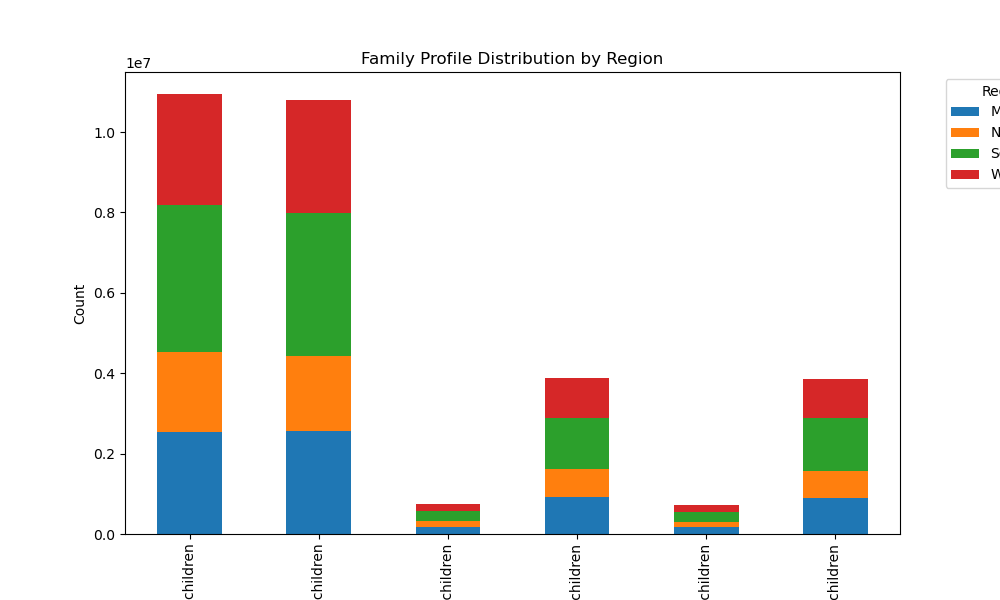 Family Profile Distribution by Region
1e7
1.0
0.8
0.6
0.4
0.2
0.0
Count
children
children
children
children
children
children